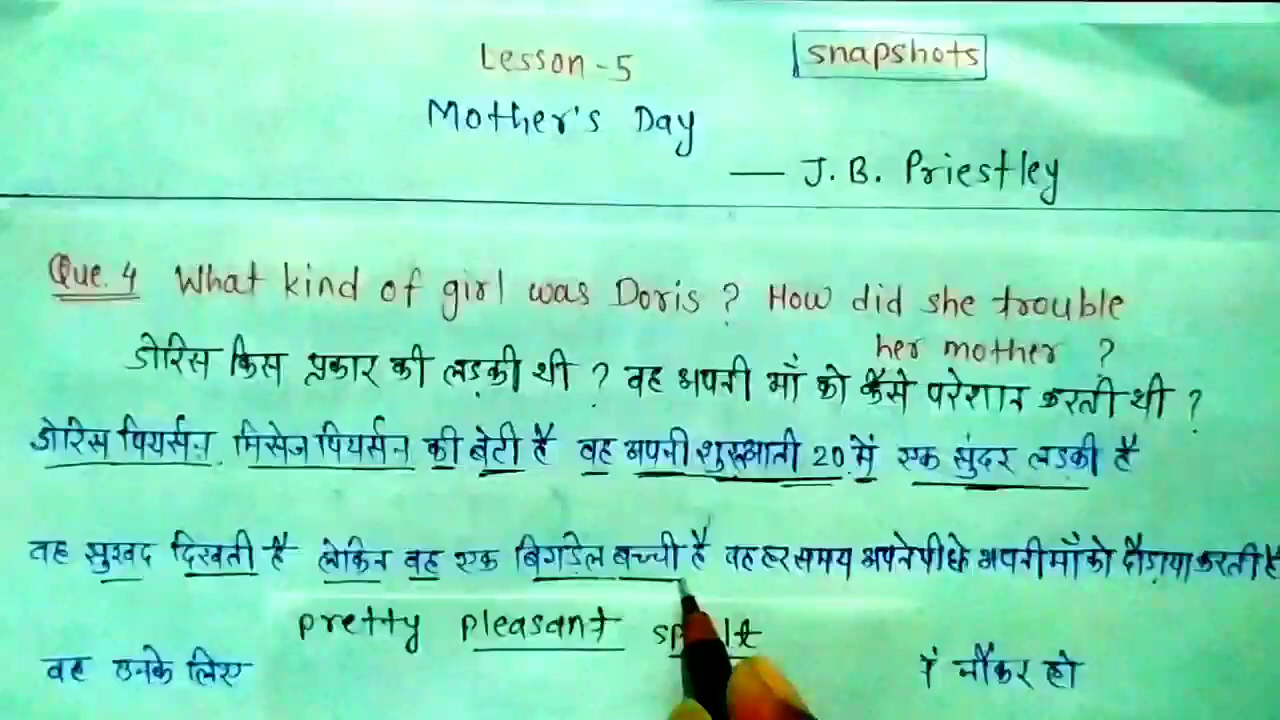 Lesson-5
snapshots
Mother's Day
— J. B. Priestley
Que. 4 What kind of girl was Doris ? How did she trouble
her mother ?
डोरिस किस प्रकार की लड़की थी ? वह अपनी माँ को कैसे परेशान करती थी ?
डोरिस पियर्सन मिसेज पियर्सन की बेटी है वह अपनी शुरुआती 20 में एक सुंदर लड़की है
वह सुखद दिखती है लेकिन वह एक बिगड़ैल बच्ची है वह हर समय अपने पीछे अपनी माँ को दौड़ाया करती है
pretty pleasant
वह उनके लिए नौकर हो